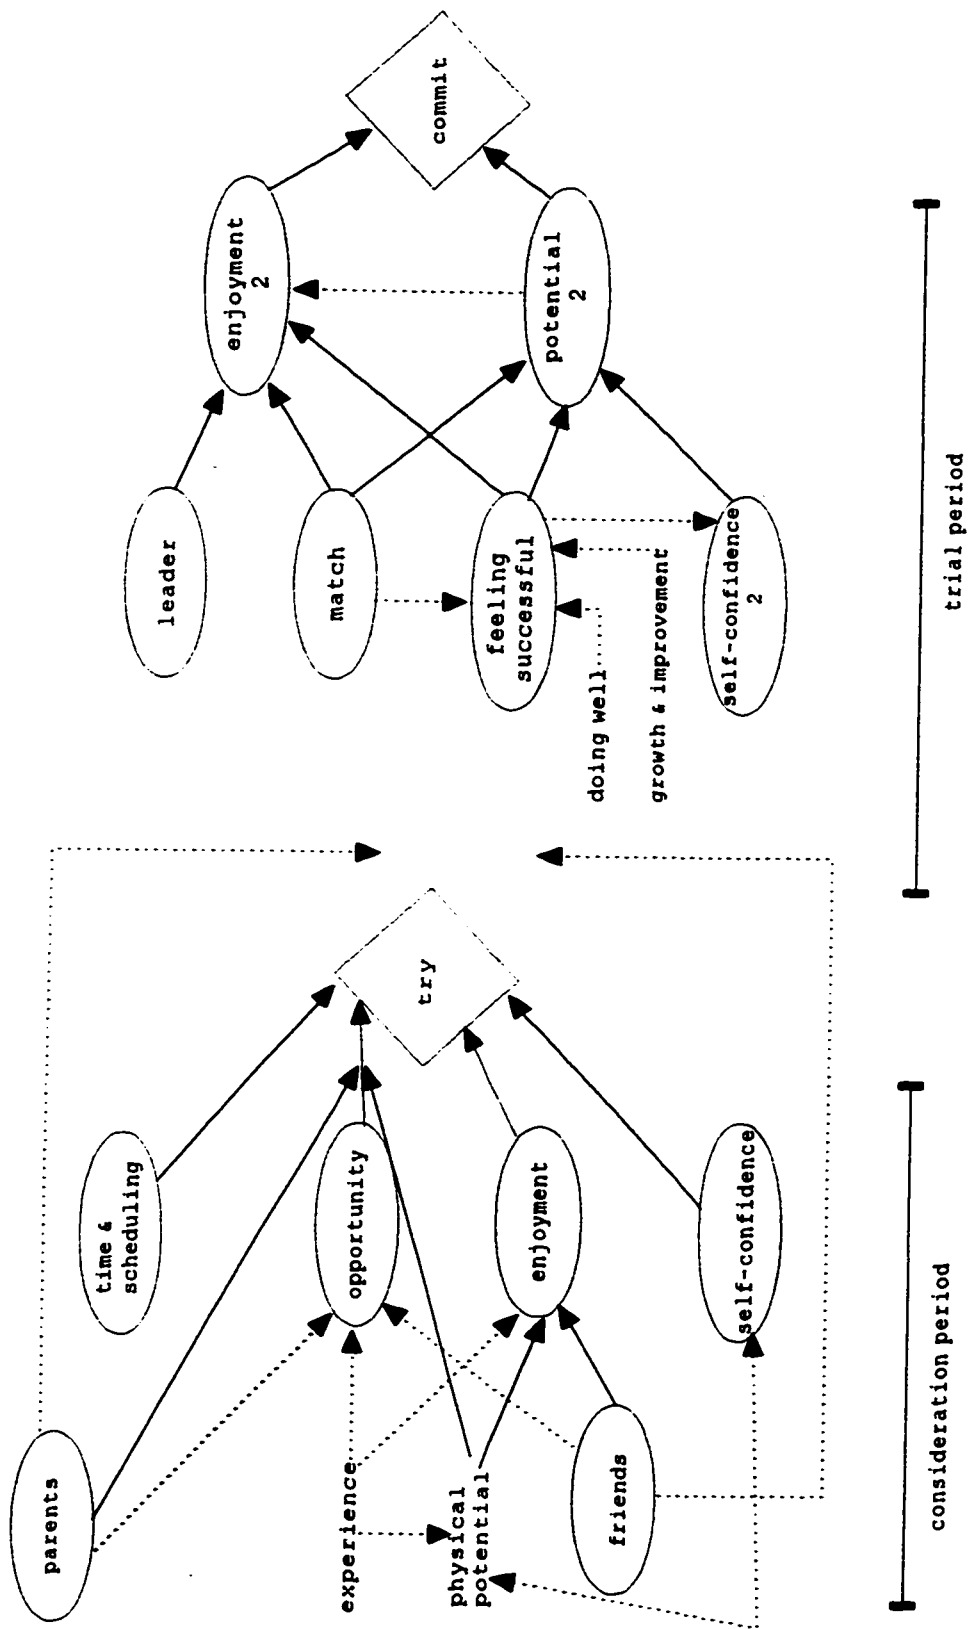 parents
time &
scheduling
experience
opportunity
physical
potential
enjoyment
friends
self-confidence
try
consideration period
leader
match
feeling
successful
doing well
growth & improvement
self-confidence
2
enjoyment
2
potential
2
commit
trial period